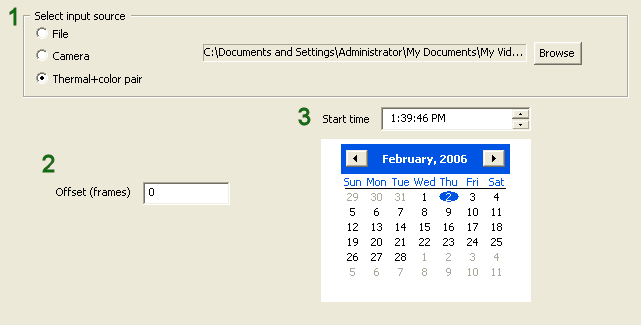 1 Select input source
File
Camera
C:\Documents and Settings\Administrator\My Documents\My Vid... Browse
Thermal+color pair
3 Start time 1:39:46 PM
2
Offset (frames) 0
February, 2006
Sun Mon Tue Wed Thu Fri Sat
29 30 31 1 2 3 4
5 6 7 8 9 10 11
12 13 14 15 16 17 18
19 20 21 22 23 24 25
26 27 28 1 2 3 4
5 6 7 8 9 10 11